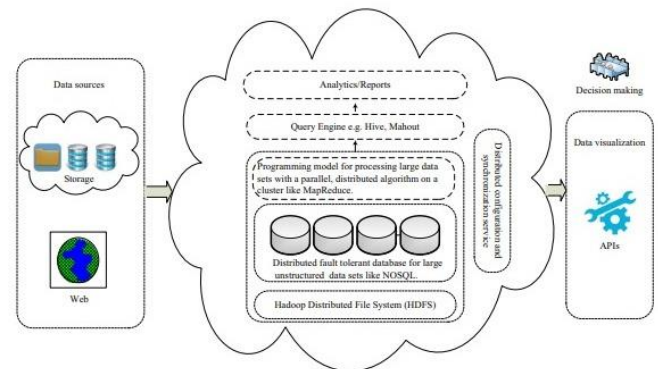 Data sources
Storage
Web
Analytics/Reports
Query Engine e.g. Hive, Mahout
Programming model for processing large data
sets with a parallel, distributed algorithm on a
cluster like MapReduce.
Distributed fault tolerant database for large
unstructured data sets like NOSQL.
Hadoop Distributed File System (HDFS)
Distributed configuration and
synchronization service
Decision making
Data visualization
APIs